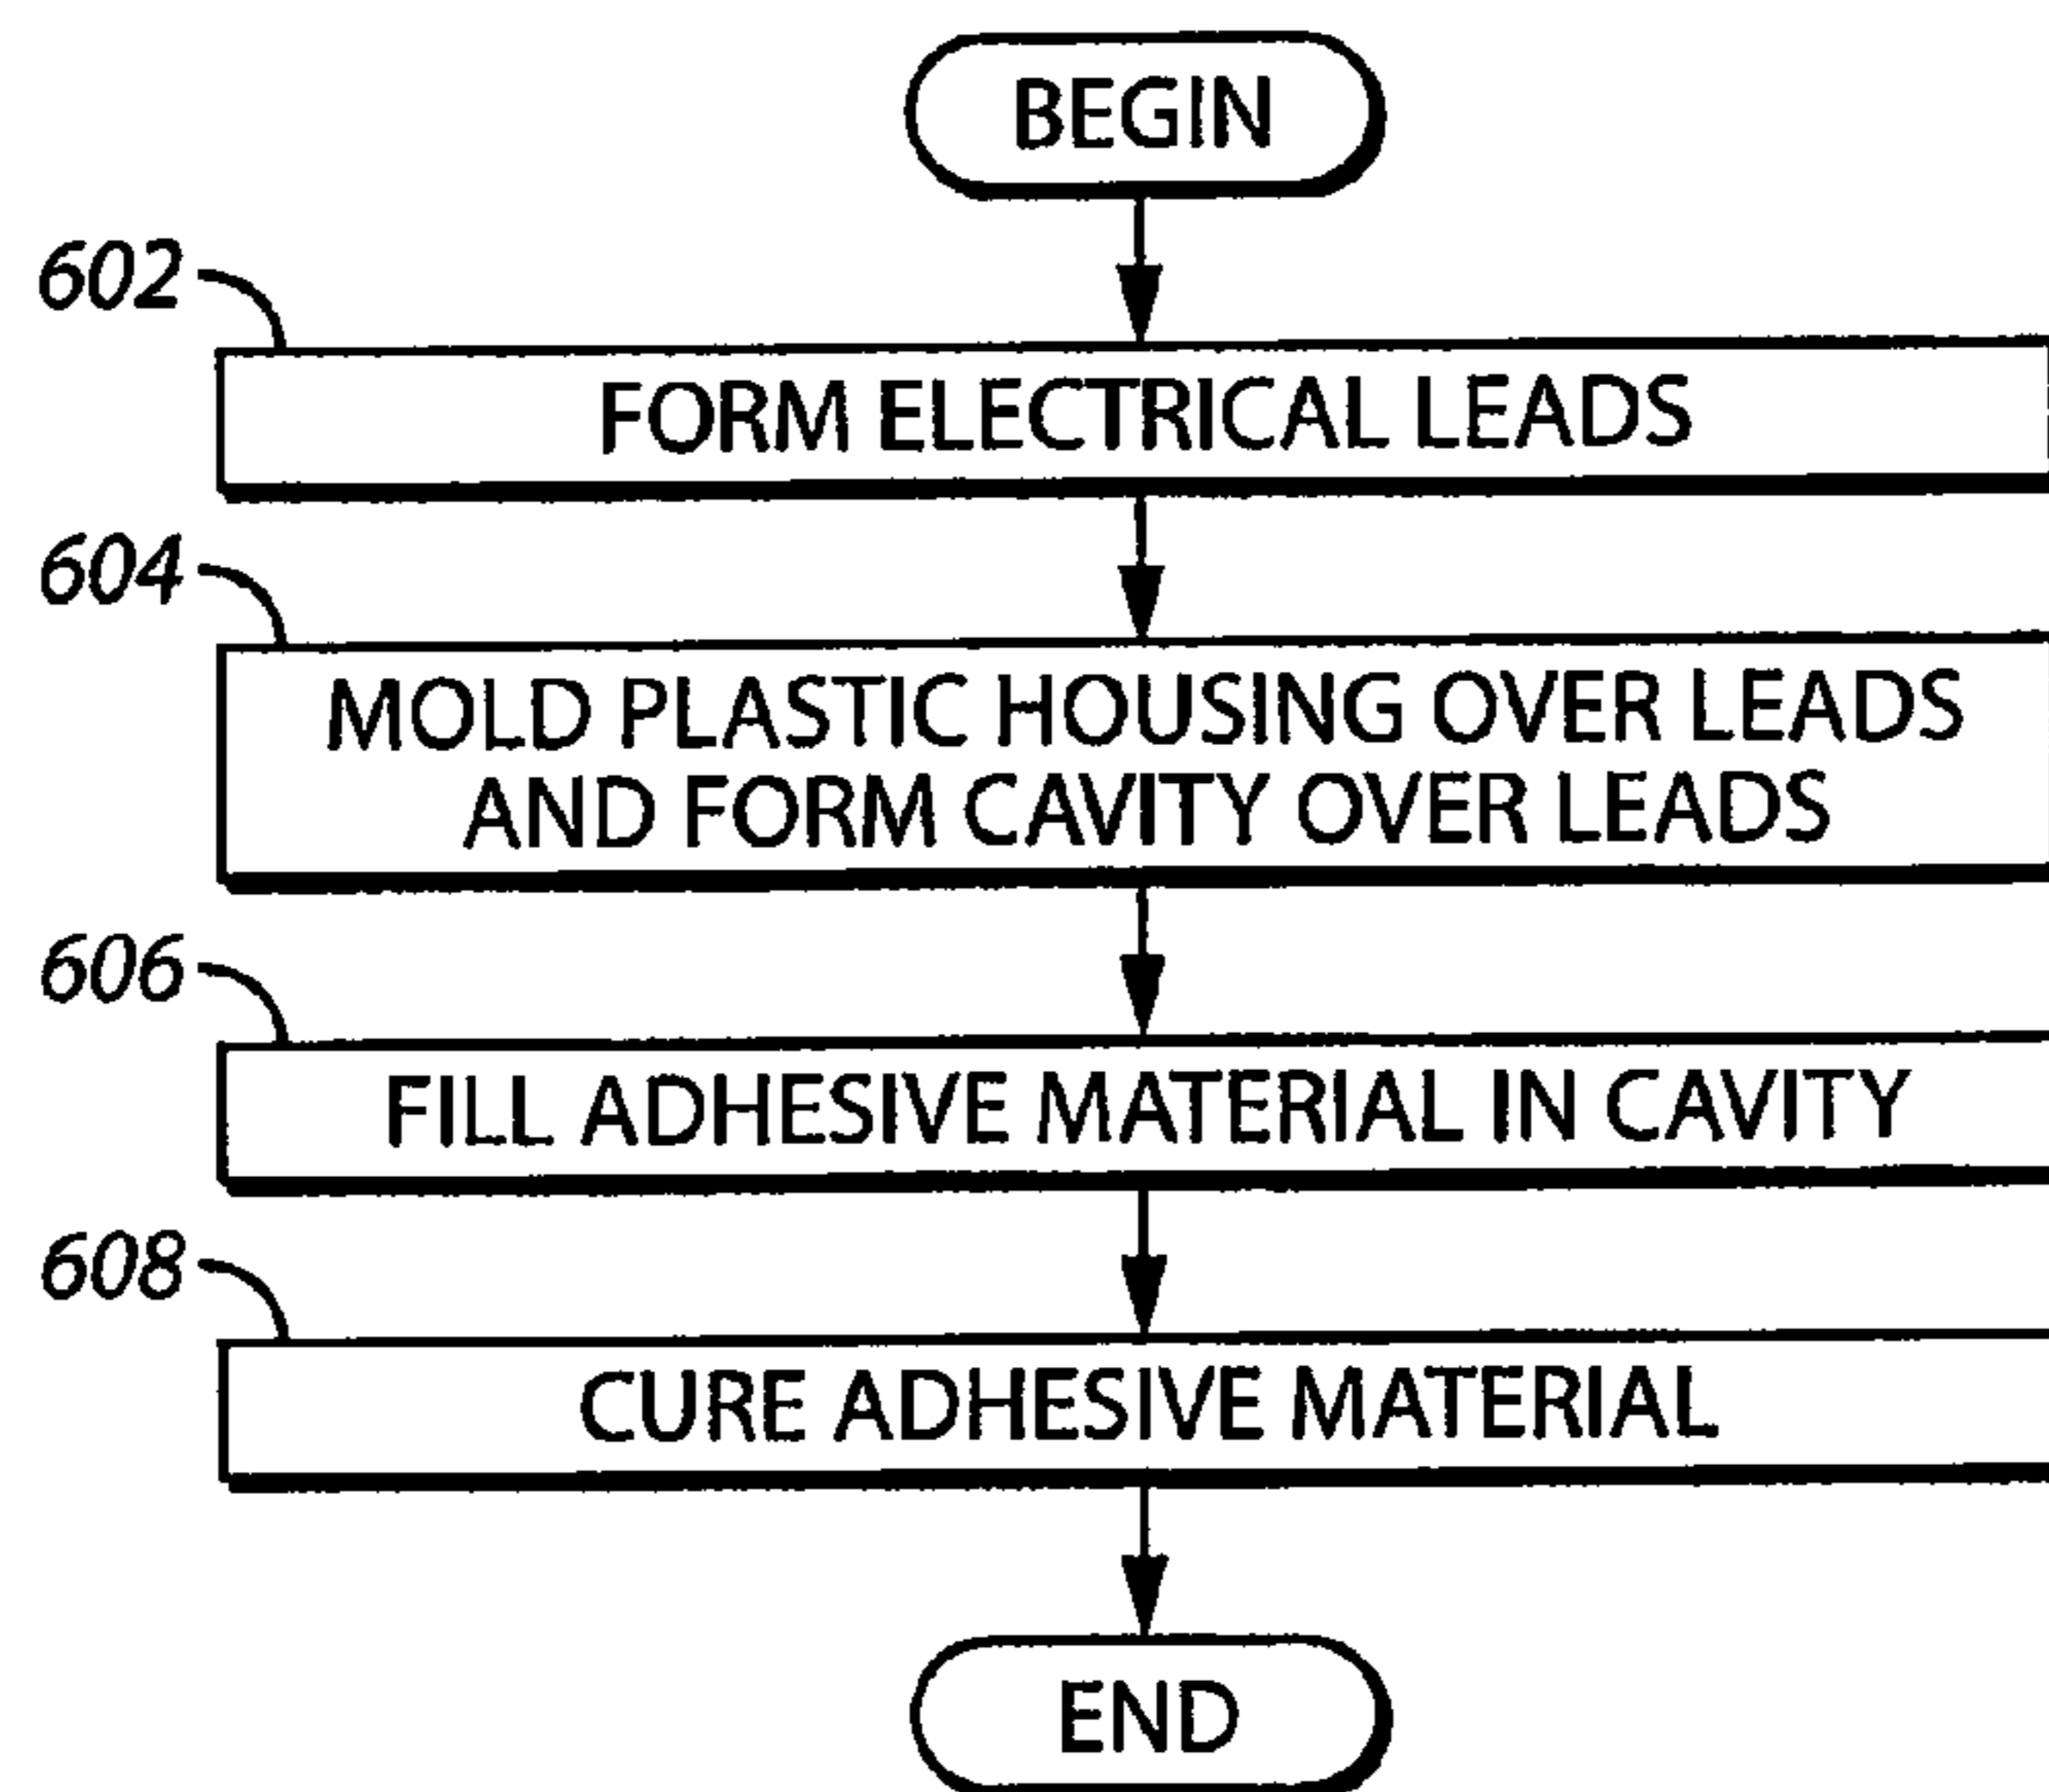 BEGIN
602
FORM ELECTRICAL LEADS
604
MOLD PLASTIC HOUSING OVER LEADS
AND FORM CAVITY OVER LEADS
606
FILL ADHESIVE MATERIAL IN CAVITY
608
CURE ADHESIVE MATERIAL
END